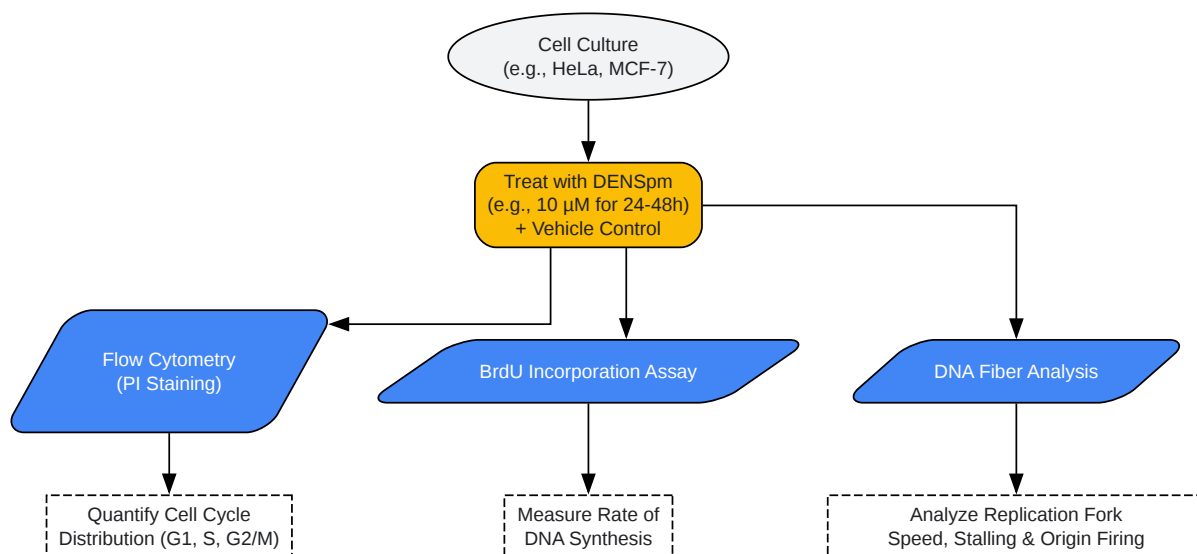 Cell Culture
(e.g., HeLa, MCF-7)
Treat with DENSpm
(e.g., 10 µM for 24-48h)
+ Vehicle Control
Flow Cytometry
(PI Staining)
BrdU Incorporation Assay
DNA Fiber Analysis
Quantify Cell Cycle
Distribution (G1, S, G2/M)
Measure Rate of
DNA Synthesis
Analyze Replication Fork
Speed, Stalling & Origin Firing